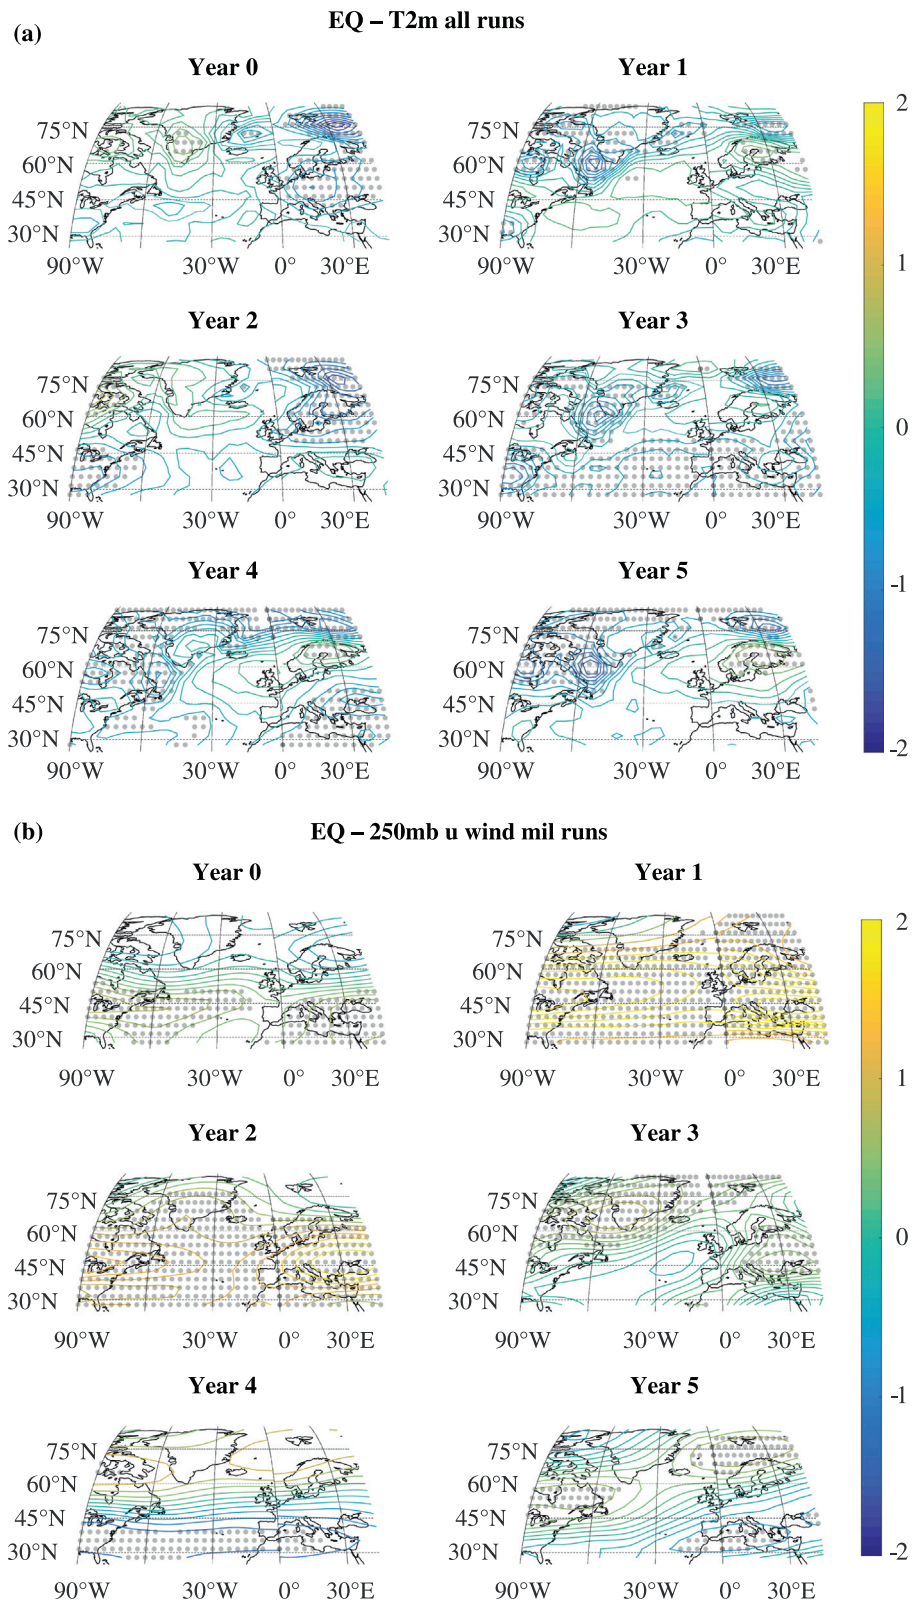 (a)
EQ – T2m all runs
Year 0 Year 1
75°N 75°N
60°N 60°N
45°N 45°N
30°N 30°N
90°W 30°W 0° 30°E 90°W 30°W 0° 30°E
Year 2 Year 3
75°N 75°N
60°N 60°N
45°N 45°N
30°N 30°N
90°W 30°W 0° 30°E 90°W 30°W 0° 30°E
Year 4 Year 5
75°N 75°N
60°N 60°N
45°N 45°N
30°N 30°N
90°W 30°W 0° 30°E 90°W 30°W 0° 30°E
2
1
0
-1
-2
(b)
EQ – 250mb u wind mil runs
Year 0 Year 1
75°N 75°N
60°N 60°N
45°N 45°N
30°N 30°N
90°W 30°W 0° 30°E 90°W 30°W 0° 30°E
Year 2 Year 3
75°N 75°N
60°N 60°N
45°N 45°N
30°N 30°N
90°W 30°W 0° 30°E 90°W 30°W 0° 30°E
Year 4 Year 5
75°N 75°N
60°N 60°N
45°N 45°N
30°N 30°N
90°W 30°W 0° 30°E 90°W 30°W 0° 30°E
2
1
0
-1
-2